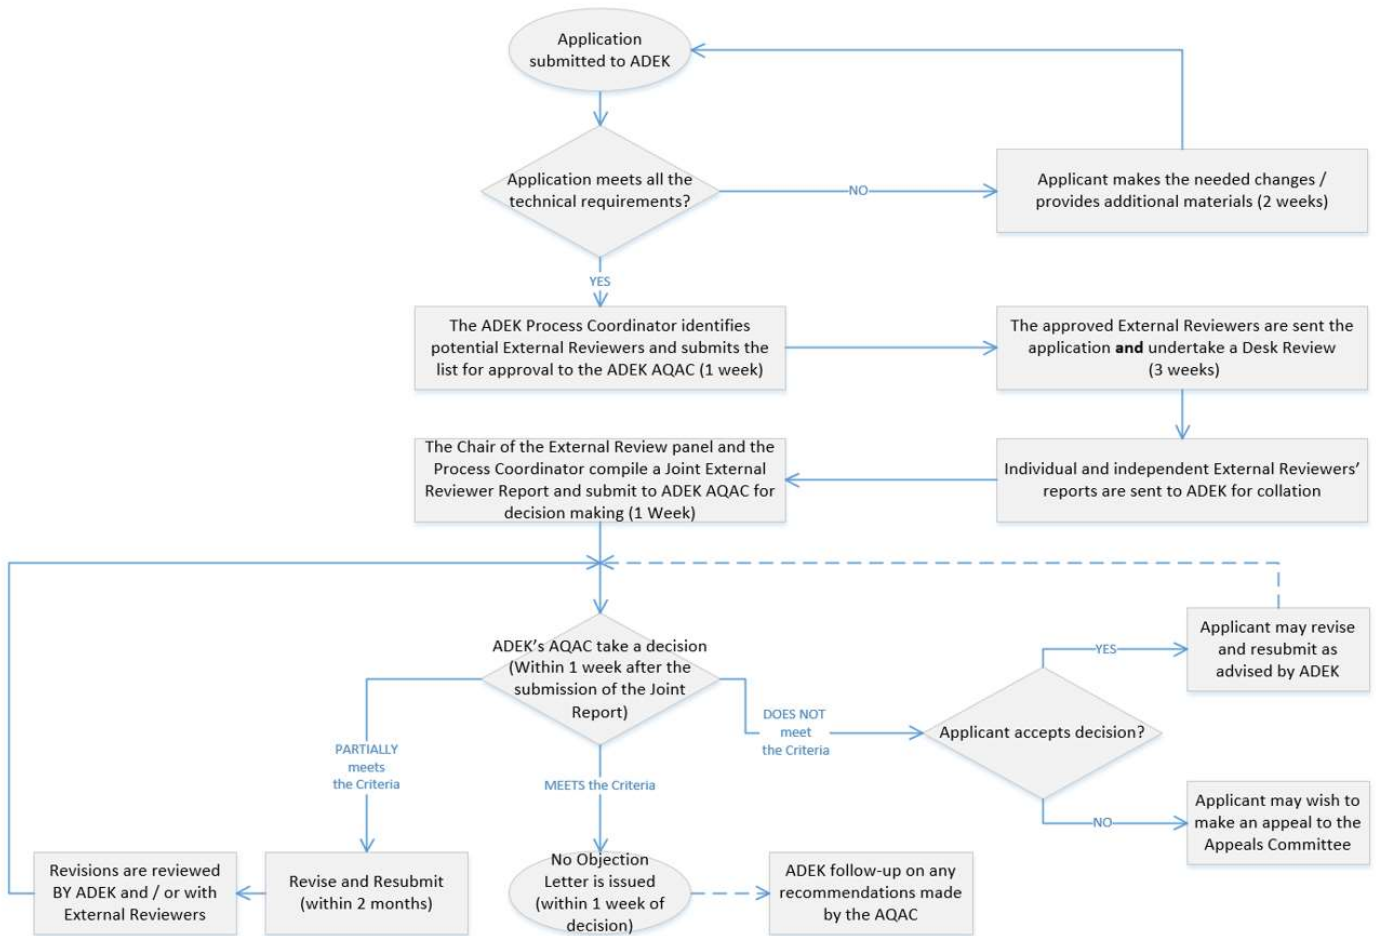 Application
submitted to ADEK
Application meets all the
technical requirements?
NO
Applicant makes the needed changes /
provides additional materials (2 weeks)
YES
The ADEK Process Coordinator identifies
potential External Reviewers and submits the
list for approval to the ADEK AQAC (1 week)
The approved External Reviewers are sent the
application and undertake a Desk Review
(3 weeks)
Individual and independent External Reviewers'
reports are sent to ADEK for collation
The Chair of the External Review panel and the
Process Coordinator compile a Joint External
Reviewer Report and submit to ADEK AQAC for
decision making (1 Week)
ADEK's AQAC take a decision
(Within 1 week after the
submission of the Joint
Report)
PARTIALLY
meets
the Criteria
MEETS the Criteria
DOES NOT
meet
the Criteria
Applicant accepts decision?
YES
Applicant may revise
and resubmit as
advised by ADEK
NO
Applicant may wish to
make an appeal to the
Appeals Committee
Revisions are reviewed
BY ADEK and / or with
External Reviewers
Revise and Resubmit
(within 2 months)
No Objection
Letter is issued
(within 1 week of
decision)
ADEK follow-up on any
recommendations made
by the AQAC